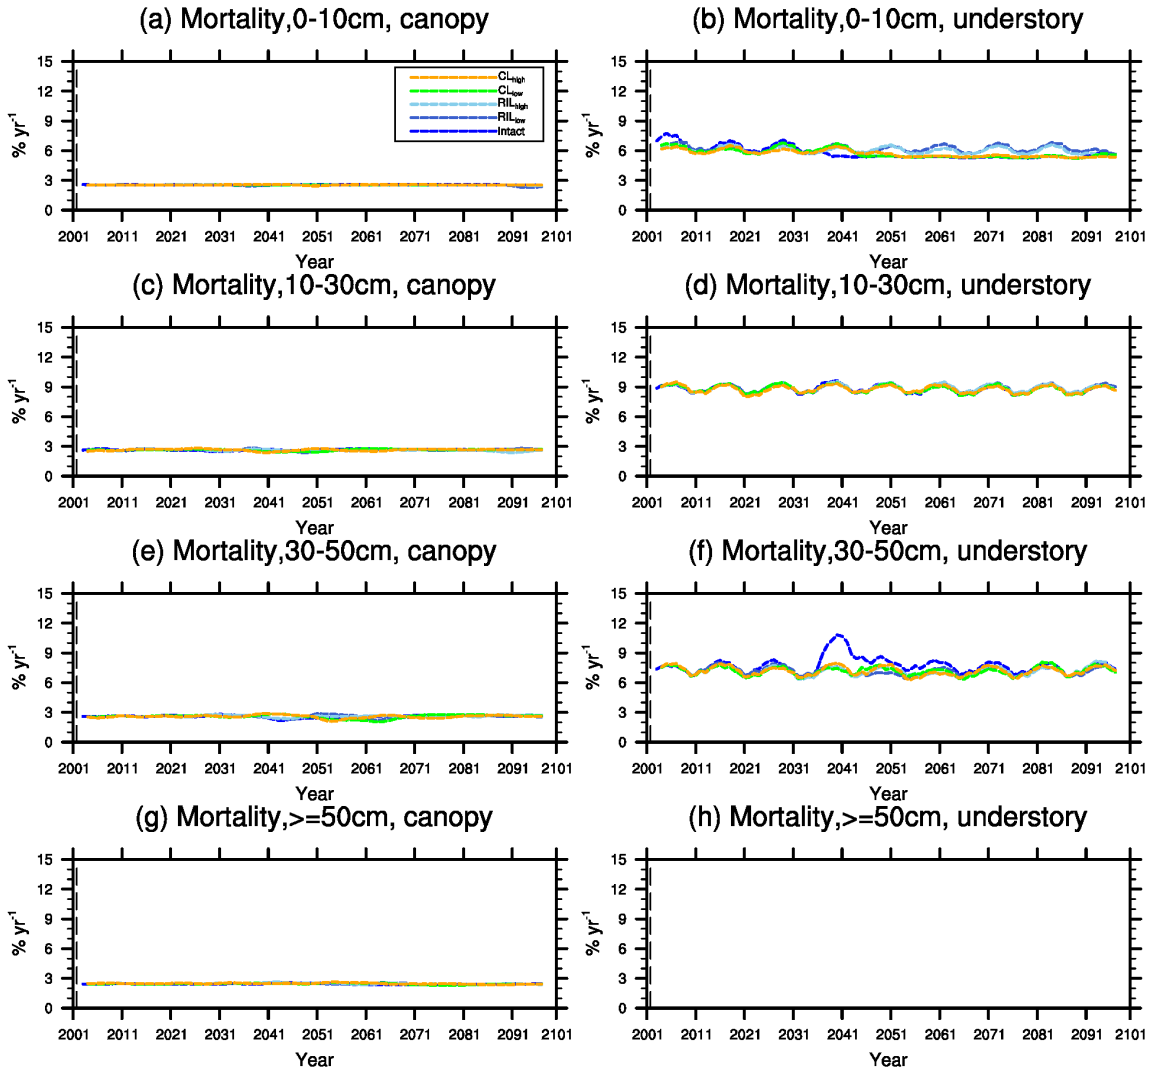 (a) Mortality,0-10cm, canopy
15
12
9
6
3
0
% yr-1
CLhigh
CLlow
RILhigh
RILlow
Intact
2001 2011 2021 2031 2041 2051 2061 2071 2081 2091 2101
Year
(b) Mortality,0-10cm, understory
15
12
9
6
3
0
% yr-1
2001 2011 2021 2031 2041 2051 2061 2071 2081 2091 2101
Year
(c) Mortality,10-30cm, canopy
15
12
9
6
3
0
% yr-1
2001 2011 2021 2031 2041 2051 2061 2071 2081 2091 2101
Year
(d) Mortality,10-30cm, understory
15
12
9
6
3
0
% yr-1
2001 2011 2021 2031 2041 2051 2061 2071 2081 2091 2101
Year
(e) Mortality,30-50cm, canopy
15
12
9
6
3
0
% yr-1
2001 2011 2021 2031 2041 2051 2061 2071 2081 2091 2101
Year
(f) Mortality,30-50cm, understory
15
12
9
6
3
0
% yr-1
2001 2011 2021 2031 2041 2051 2061 2071 2081 2091 2101
Year
(g) Mortality,>=50cm, canopy
15
12
9
6
3
0
% yr-1
2001 2011 2021 2031 2041 2051 2061 2071 2081 2091 2101
Year
(h) Mortality,>=50cm, understory
15
12
9
6
3
0
% yr-1
2001 2011 2021 2031 2041 2051 2061 2071 2081 2091 2101
Year